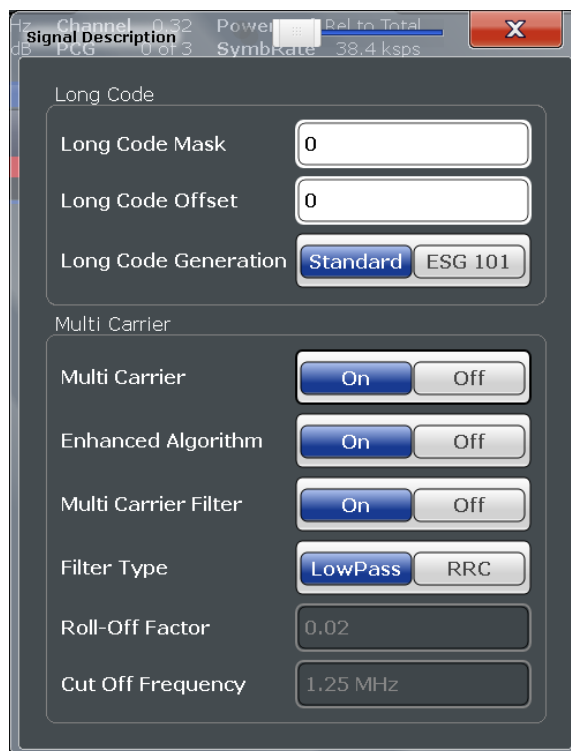 Hz Channel 0.32 Power Rel to Total
dB PCG 0 of 3 SymbRate 38.4 ksps
Signal Description
X
Long Code
Long Code Mask 0
Long Code Offset 0
Long Code Generation Standard ESG 101
Multi Carrier
Multi Carrier On Off
Enhanced Algorithm On Off
Multi Carrier Filter On Off
Filter Type LowPass RRC
Roll-Off Factor 0.02
Cut Off Frequency 1.25 MHz